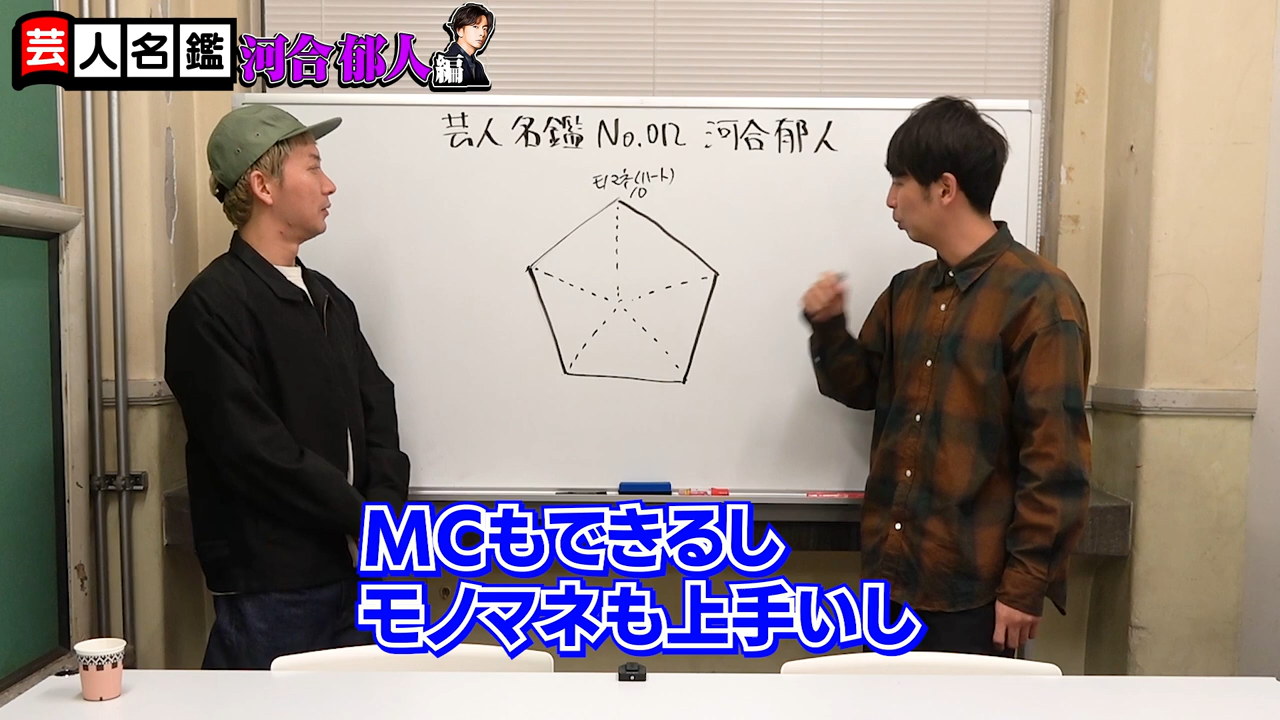 芸人名鑑 河合郁人編
芸人名鑑 No.012 河合郁人
モノマネ(ハート)
10
MCもできるし
モノマネも上手いし